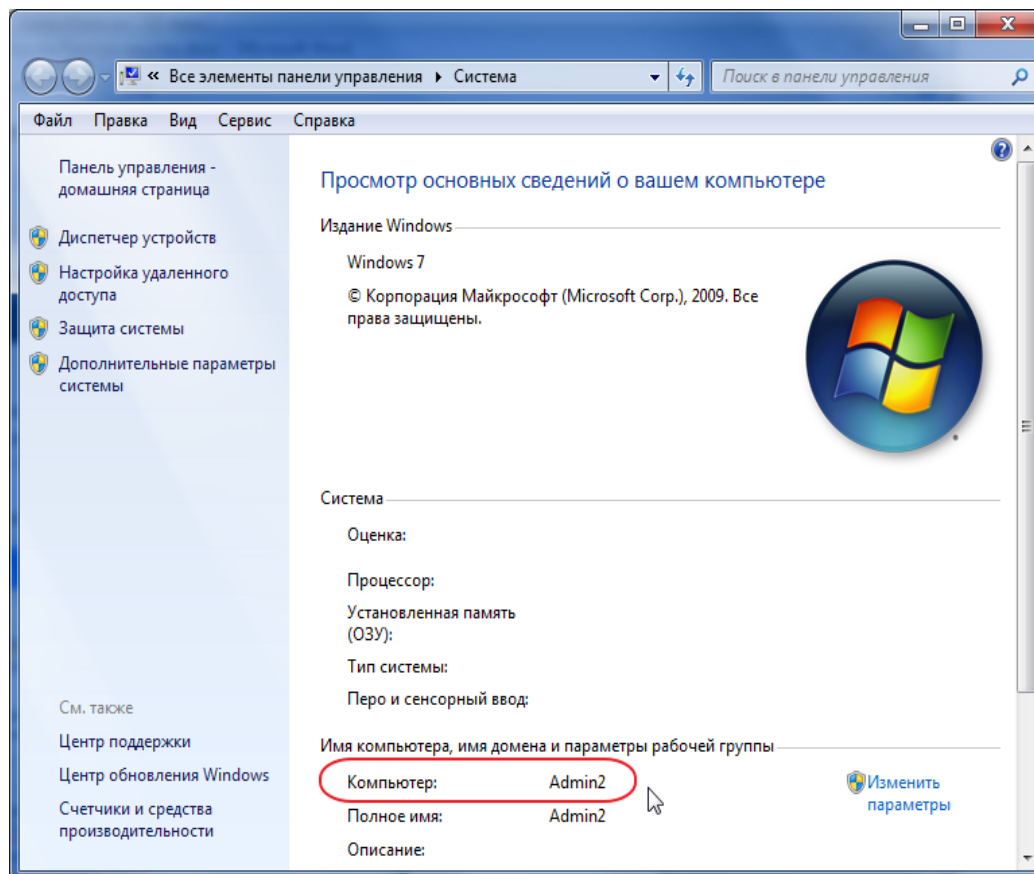 « Все элементы панели управления ▸ Система
Поиск в панели управления
Файл Правка Вид Сервис Справка
Панель управления -
домашняя страница
Диспетчер устройств
Настройка удаленного
доступа
Защита системы
Дополнительные параметры
системы
См. также
Центр поддержки
Центр обновления Windows
Счетчики и средства
производительности
Просмотр основных сведений о вашем компьютере
Издание Windows
Windows 7
© Корпорация Майкрософт (Microsoft Corp.), 2009. Все
права защищены.
Система
Оценка:
Процессор:
Установленная память
(ОЗУ):
Тип системы:
Перо и сенсорный ввод:
Имя компьютера, имя домена и параметры рабочей группы
Компьютер: Admin2
Полное имя: Admin2
Описание:
Изменить
параметры